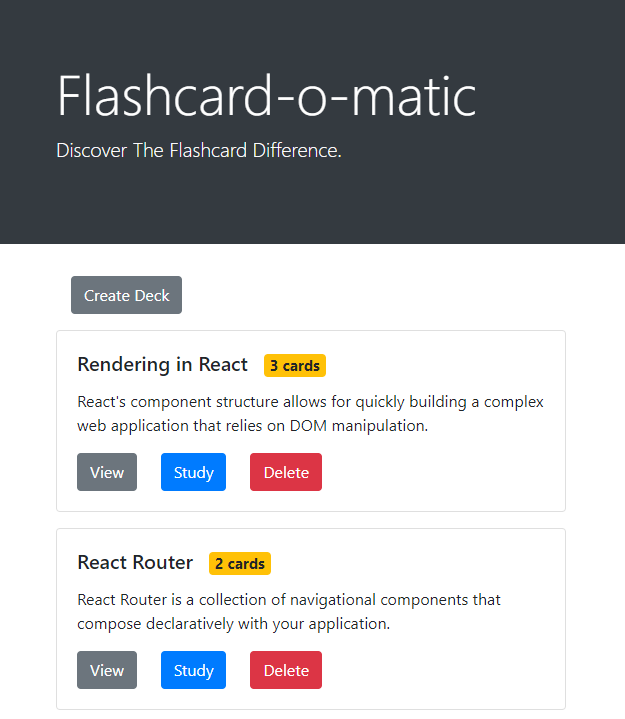 Flashcard-o-matic
Discover The Flashcard Difference.
Create Deck
Rendering in React 3 cards
React's component structure allows for quickly building a complex
web application that relies on DOM manipulation.
View Study Delete
React Router 2 cards
React Router is a collection of navigational components that
compose declaratively with your application.
View Study Delete